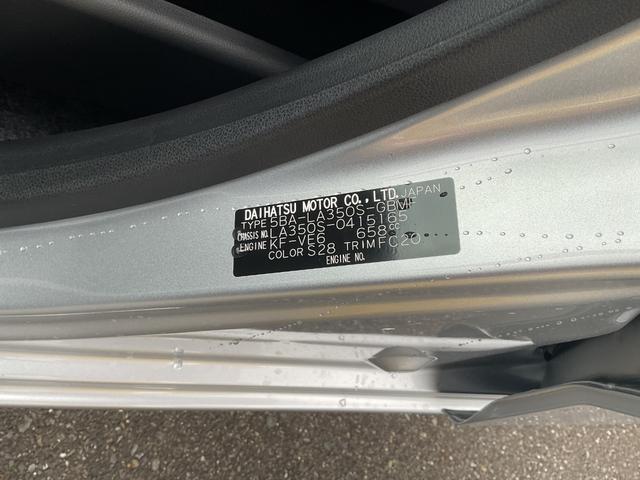 DAIHATSU MOTOR CO., LTD. JAPAN
TYPE 5BA-LA350S-GBMF
CHASSIS NO. LA350S-0415165
ENGINE KF-VE6 658cc
COLOR S28 TRIM FC20
ENGINE NO.